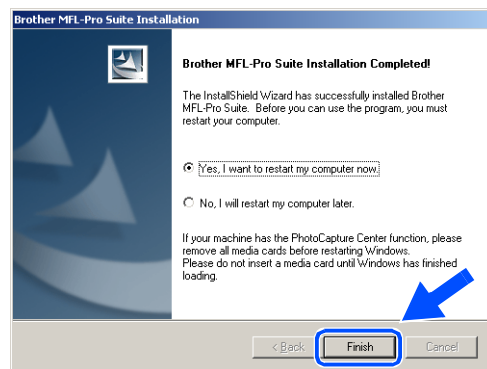 Brother MFL-Pro Suite Installation
Brother MFL-Pro Suite Installation Completed!
The InstallShield Wizard has successfully installed Brother
MFL-Pro Suite. Before you can use the program, you must
restart your computer.
Yes, I want to restart my computer now.
No, I will restart my computer later.
If your machine has the PhotoCapture Center function, please
remove all media cards before restarting Windows.
Please do not insert a media card until Windows has finished
loading.
< Back Finish Cancel